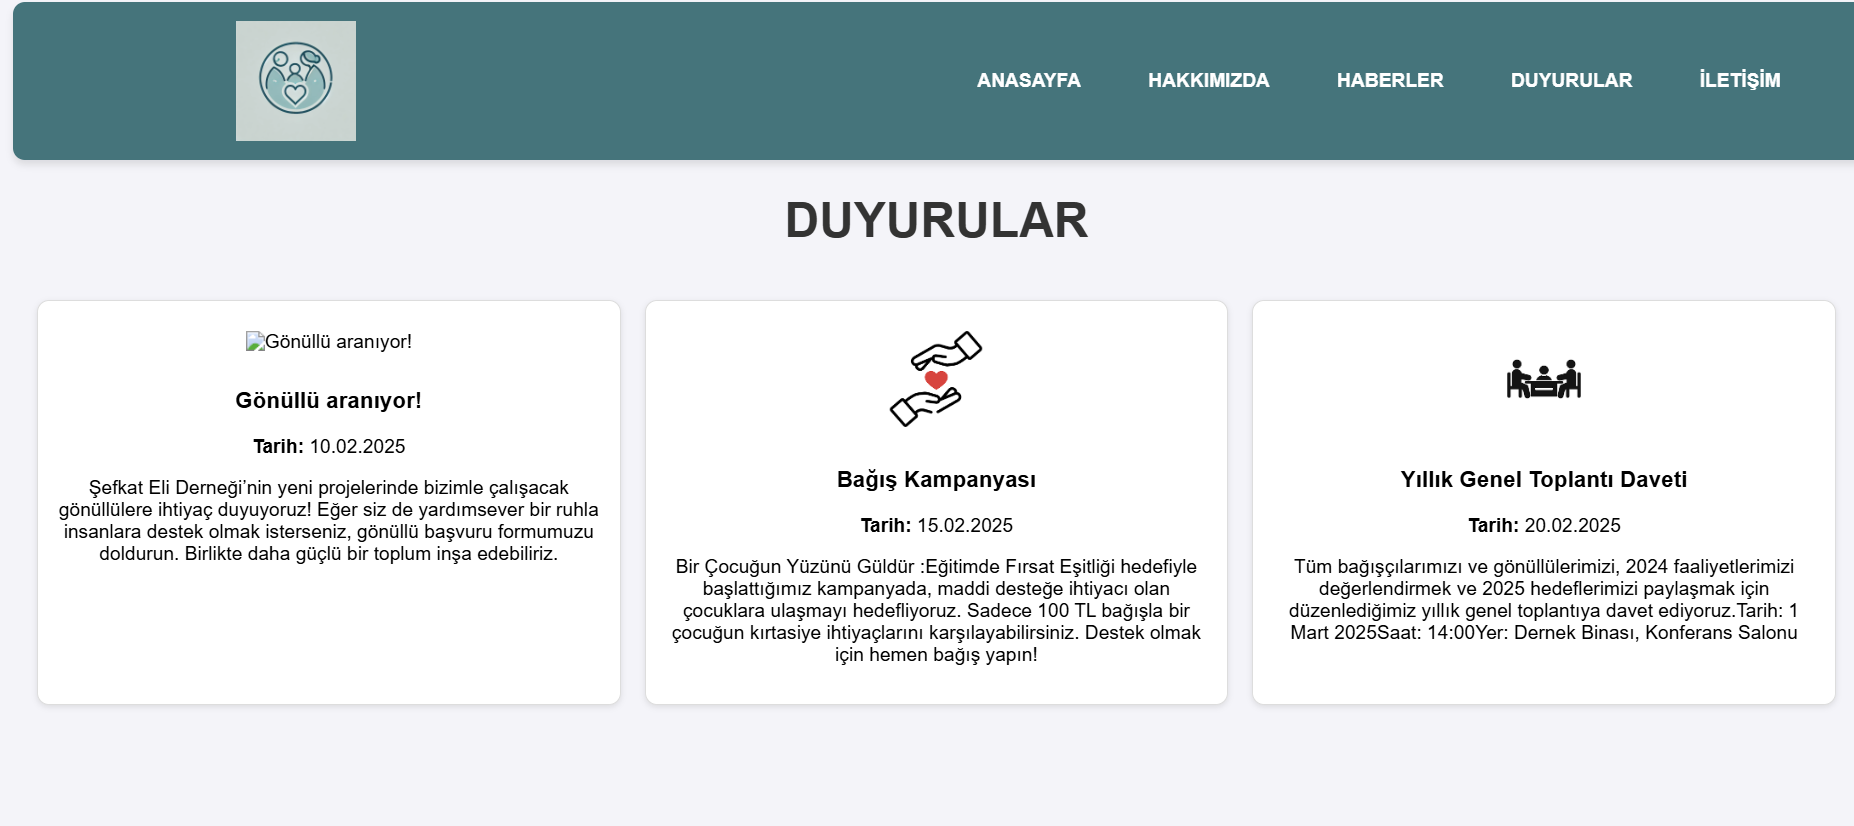 ANASAYFA
HAKKIMIZDA
HABERLER
DUYURULAR
İLETİŞİM
DUYURULAR
Gönüllü aranıyor!
Gönüllü aranıyor!
Tarih: 10.02.2025
Şefkat Eli Derneği’nin yeni projelerinde bizimle çalışacak
gönüllülere ihtiyaç duyuyoruz! Eğer siz de yardımsever bir ruhla
insanlara destek olmak isterseniz, gönüllü başvuru formumuzu
doldurun. Birlikte daha güçlü bir toplum inşa edebiliriz.
Bağış Kampanyası
Tarih: 15.02.2025
Bir Çocuğun Yüzünü Güldür :Eğitimde Fırsat Eşitliği hedefiyle
başlattığımız kampanyada, maddi desteğe ihtiyacı olan
çocuklara ulaşmayı hedefliyoruz. Sadece 100 TL bağışla bir
çocuğun kırtasiye ihtiyaçlarını karşılayabilirsiniz. Destek olmak
için hemen bağış yapın!
Yıllık Genel Toplantı Daveti
Tarih: 20.02.2025
Tüm bağışçılarımızı ve gönüllülerimizi, 2024 faaliyetlerimizi
değerlendirmek ve 2025 hedeflerimizi paylaşmak için
düzenlediğimiz yıllık genel toplantıya davet ediyoruz.Tarih: 1
Mart 2025Saat: 14:00Yer: Dernek Binası, Konferans Salonu